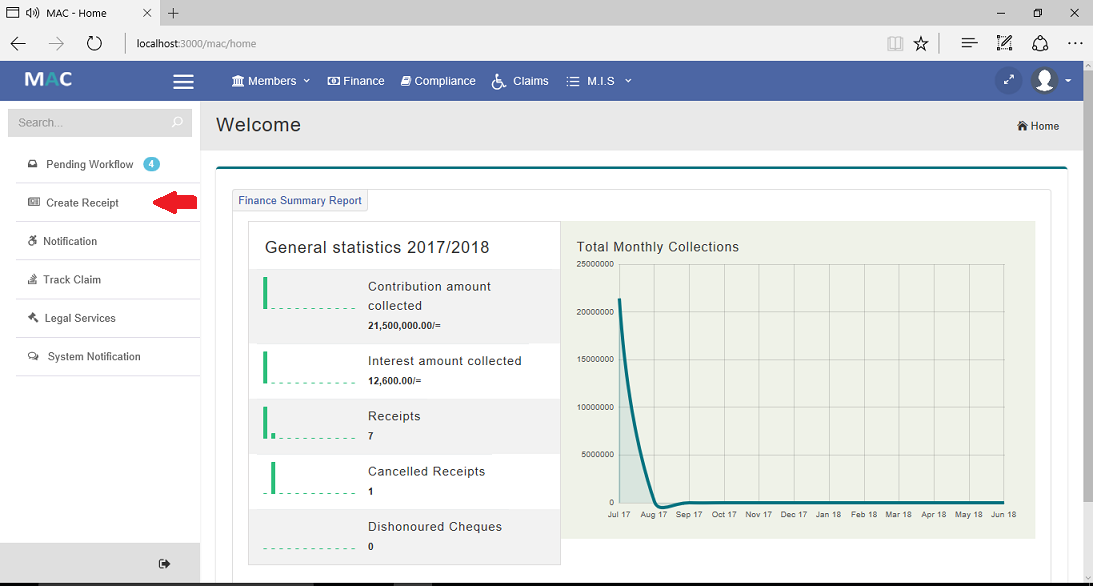 MAC - Home
localhost:3000/mac/home
MAC
Members
Finance
Compliance
Claims
M.I.S
Search...
Welcome
Home
Pending Workflow 4
Create Receipt
Notification
Track Claim
Legal Services
System Notification
Finance Summary Report
General statistics 2017/2018
Contribution amount
collected
21,500,000.00/=
Interest amount collected
12,600.00/=
Receipts
7
Cancelled Receipts
1
Dishonoured Cheques
0
Total Monthly Collections
25000000
20000000
15000000
10000000
5000000
0
Jul 17 Aug 17 Sep 17 Oct 17 Nov 17 Dec 17 Jan 18 Feb 18 Mar 18 Apr 18 May 18 Jun 18